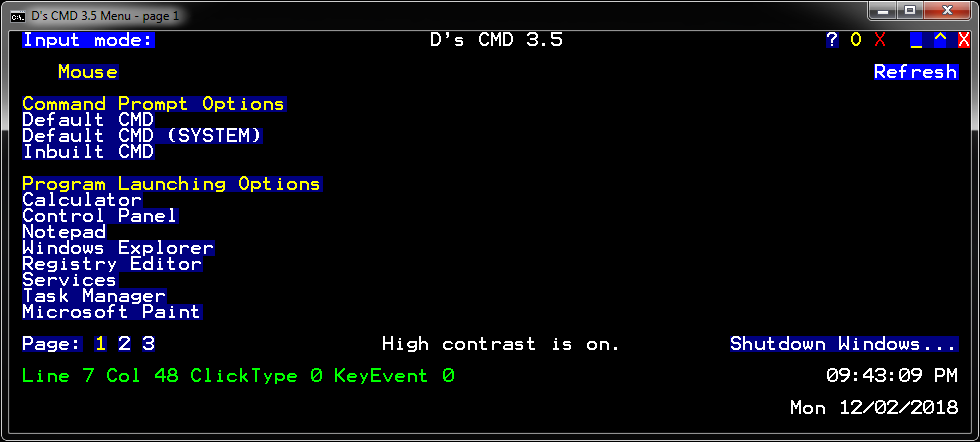 D's CMD 3.5 Menu - page 1
Input mode: D's CMD 3.5 ? O X _ ^ X
Mouse Refresh
Command Prompt Options
Default CMD
Default CMD (SYSTEM)
Inbuilt CMD
Program Launching Options
Calculator
Control Panel
Notepad
Windows Explorer
Registry Editor
Services
Task Manager
Microsoft Paint
Page: 1 2 3 High contrast is on. Shutdown Windows...
Line 7 Col 48 ClickType 0 KeyEvent 0 09:43:09 PM
Mon 12/02/2018